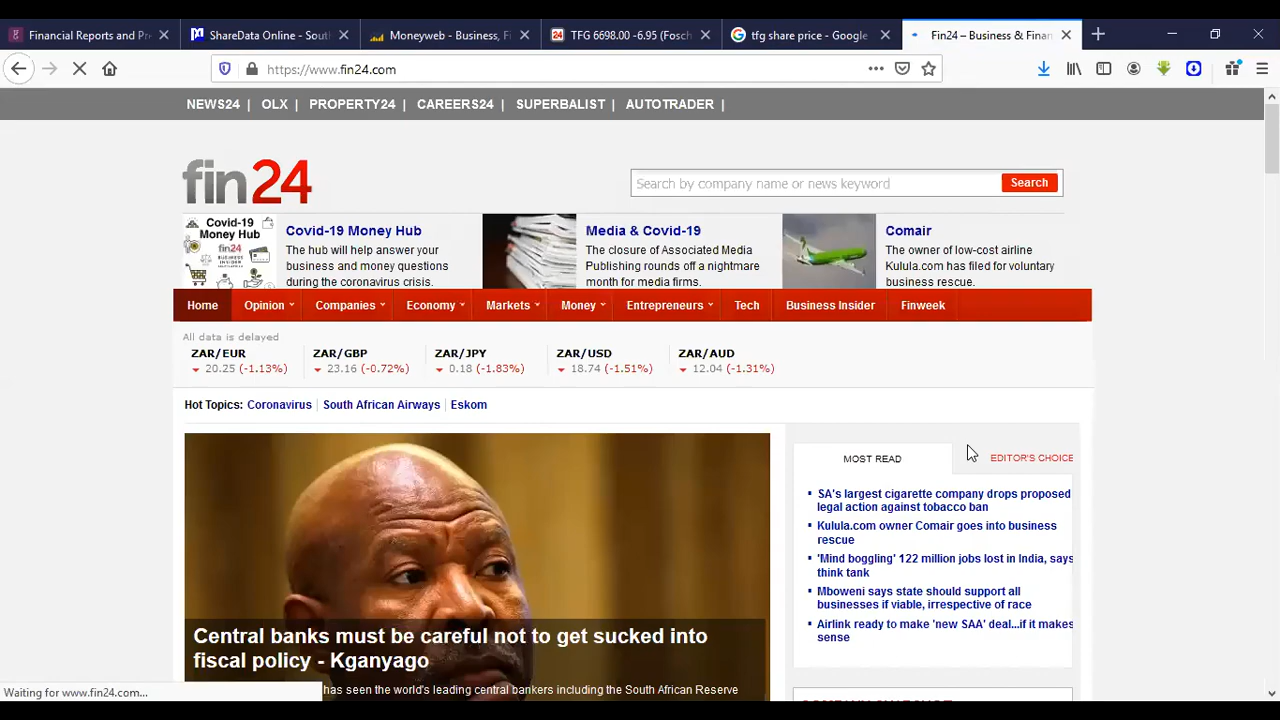 Financial Reports and Pre
ShareData Online - Sout
Moneyweb - Business, Fi
TFG 6698.00 -6.95 (Fosch
tfg share price - Google
Fin24 – Business & Finan
https://www.fin24.com
NEWS24 | OLX | PROPERTY24 | CAREERS24 | SUPERBALIST | AUTOTRADER |
fin24
Search by company name or news keyword
Search
Covid-19
Money Hub
fin24
Covid-19 Money Hub
The hub will help answer your
business and money questions
during the coronavirus crisis.
Media & Covid-19
The closure of Associated Media
Publishing rounds off a nightmare
month for media firms.
Comair
The owner of low-cost airline
Kulula.com has filed for voluntary
business rescue.
Home Opinion Companies Economy Markets Money Entrepreneurs Tech Business Insider Finweek
All data is delayed
ZAR/EUR ZAR/GBP ZAR/JPY ZAR/USD ZAR/AUD
20.25 (-1.13%) 23.16 (-0.72%) 0.18 (-1.83%) 18.74 (-1.51%) 12.04 (-1.31%)
Hot Topics: Coronavirus | South African Airways | Eskom
Central banks must be careful not to get sucked into
fiscal policy - Kganyago
has seen the world's leading central bankers including the South African Reserve
MOST READ
EDITOR'S CHOICE
SA's largest cigarette company drops proposed
legal action against tobacco ban
Kulula.com owner Comair goes into business
rescue
'Mind boggling' 122 million jobs lost in India, says
think tank
Mboweni says state should support all
businesses if viable, irrespective of race
Airlink ready to make 'new SAA' deal...if it makes
sense
Waiting for www.fin24.com...